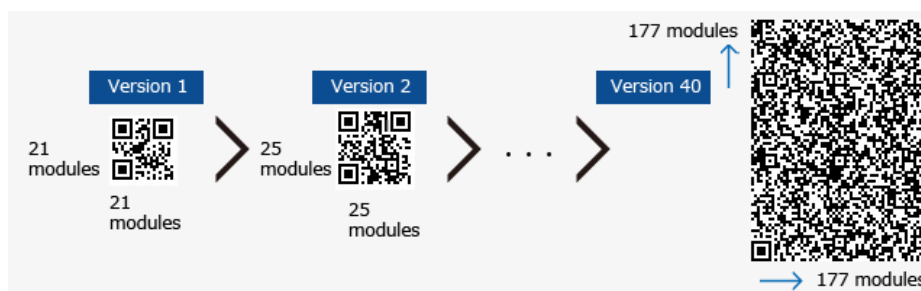 177 modules
Version 1
Version 2
Version 40
21
modules
25
modules
. . .
21
modules
25
modules
177 modules